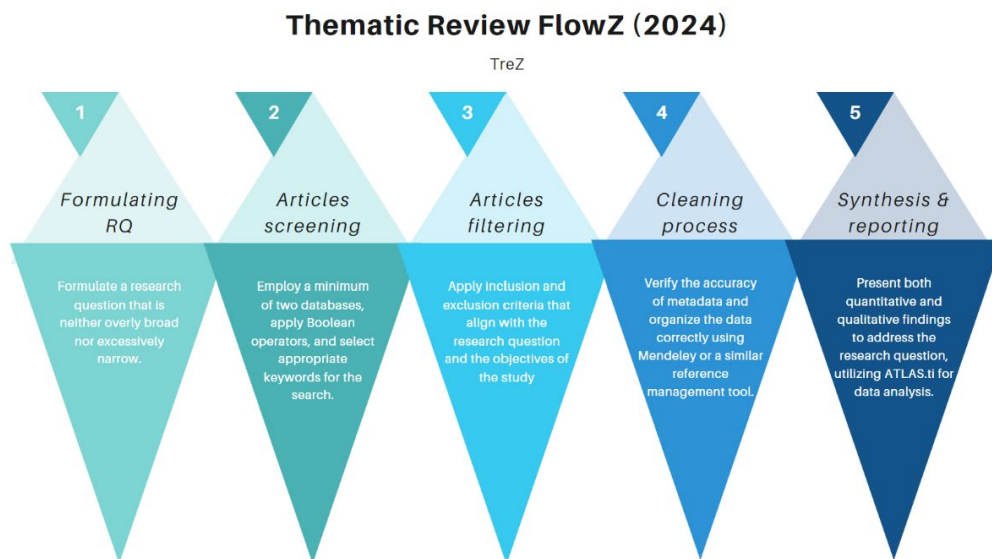 Thematic Review FlowZ (2024)
TreZ
1
Formulating
RQ
Formulate a research
question that is
neither overly broad
nor excessively
narrow.
2
Articles
screening
Employ a minimum
of two databases,
apply Boolean
operators, and select
appropriate
keywords for the
search.
3
Articles
filtering
Apply inclusion and
exclusion criteria that
align with the
research question
and the objectives of
the study
4
Cleaning
process
Verify the accuracy
of metadata and
organize the data
correctly using
Mendeley or a similar
reference
management tool.
5
Synthesis &
reporting
Present both
quantitative and
qualitative findings
to address the
research question,
utilizing ATLAS.ti for
data analysis.